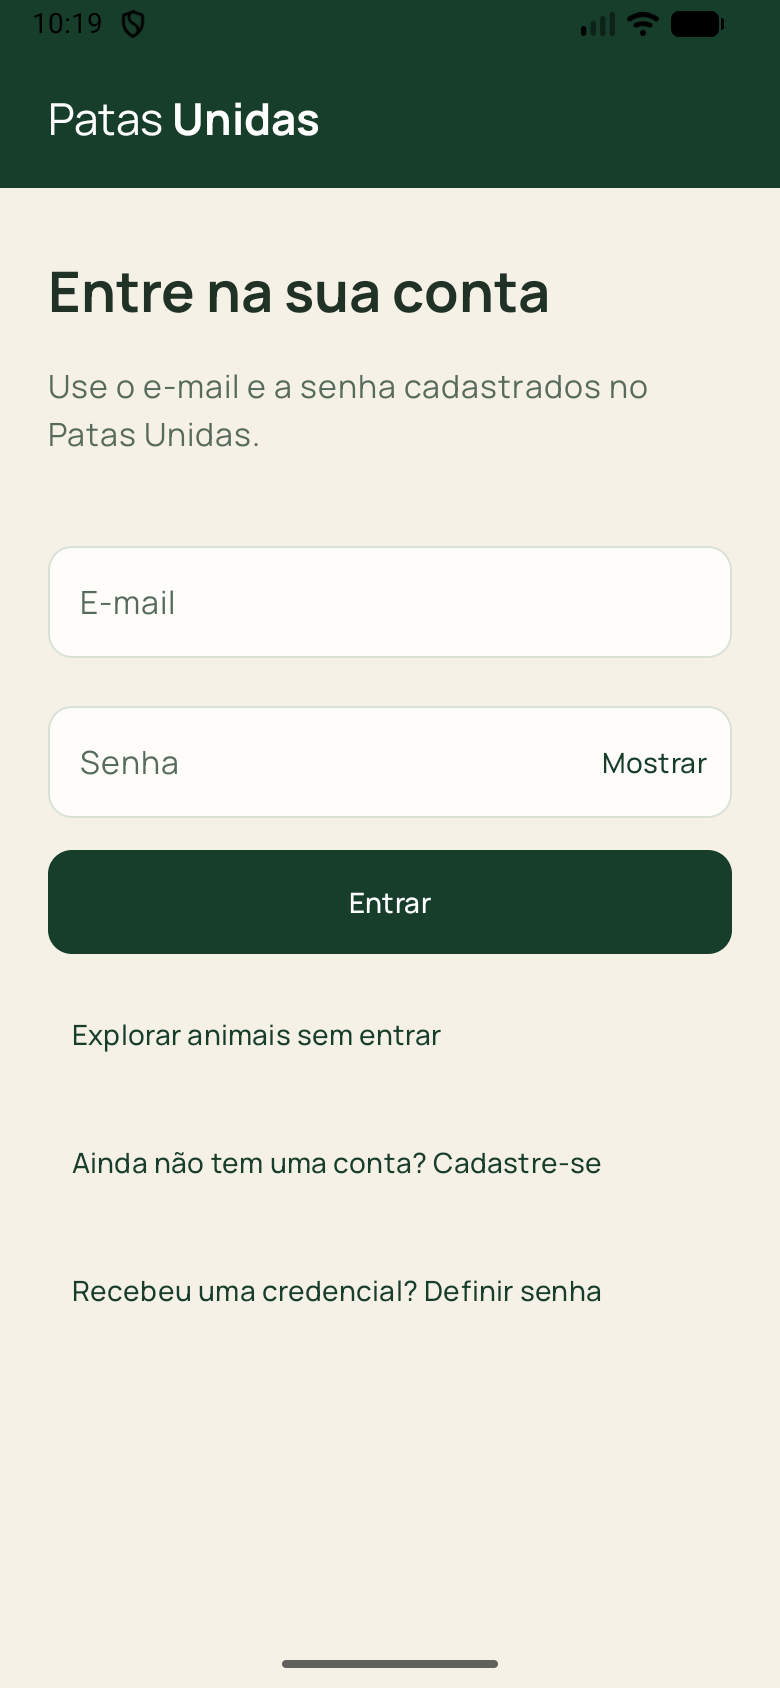 10:19
Patas Unidas
Entre na sua conta
Use o e-mail e a senha cadastrados no
Patas Unidas.
E-mail
Senha
Mostrar
Entrar
Explorar animais sem entrar
Ainda não tem uma conta? Cadastre-se
Recebeu uma credencial? Definir senha